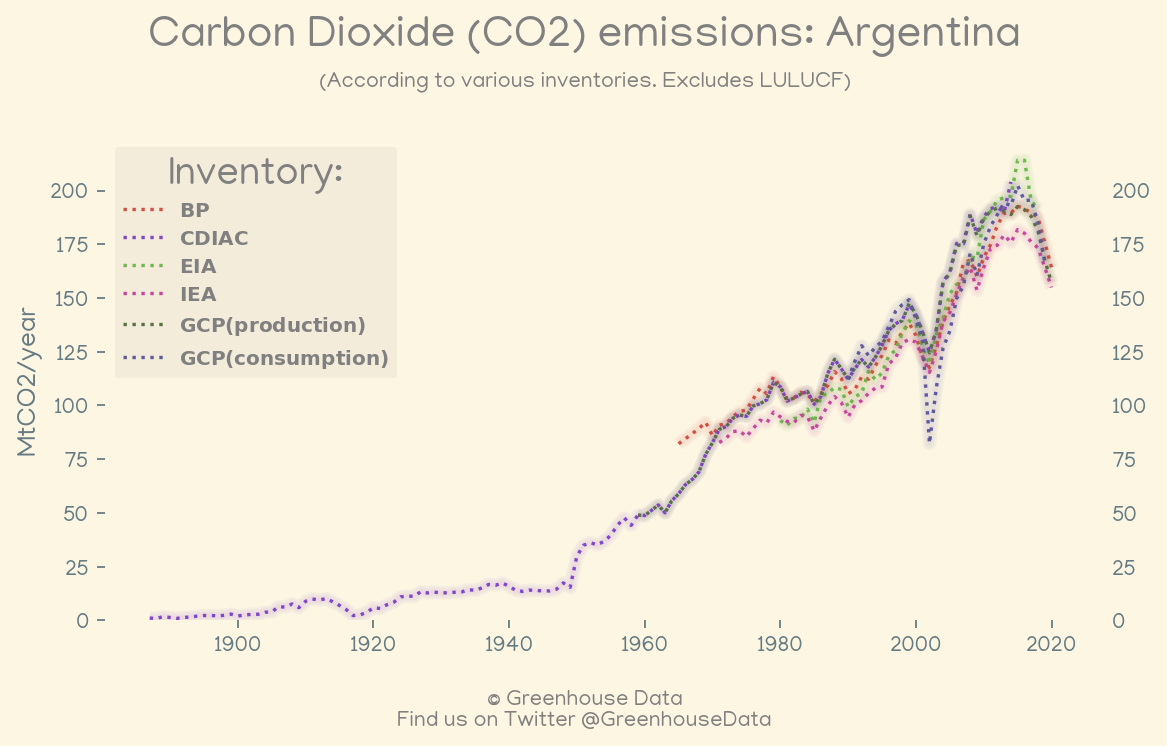 Carbon Dioxide (CO2) emissions: Argentina
(According to various inventories. Excludes LULUCF)
Inventory:
BP
CDIAC
EIA
IEA
GCP(production)
GCP(consumption)
MtCO2/year
200
175
150
125
100
75
50
25
0
200
175
150
125
100
75
50
25
0
1900
1920
1940
1960
1980
2000
2020
© Greenhouse Data
Find us on Twitter @GreenhouseData